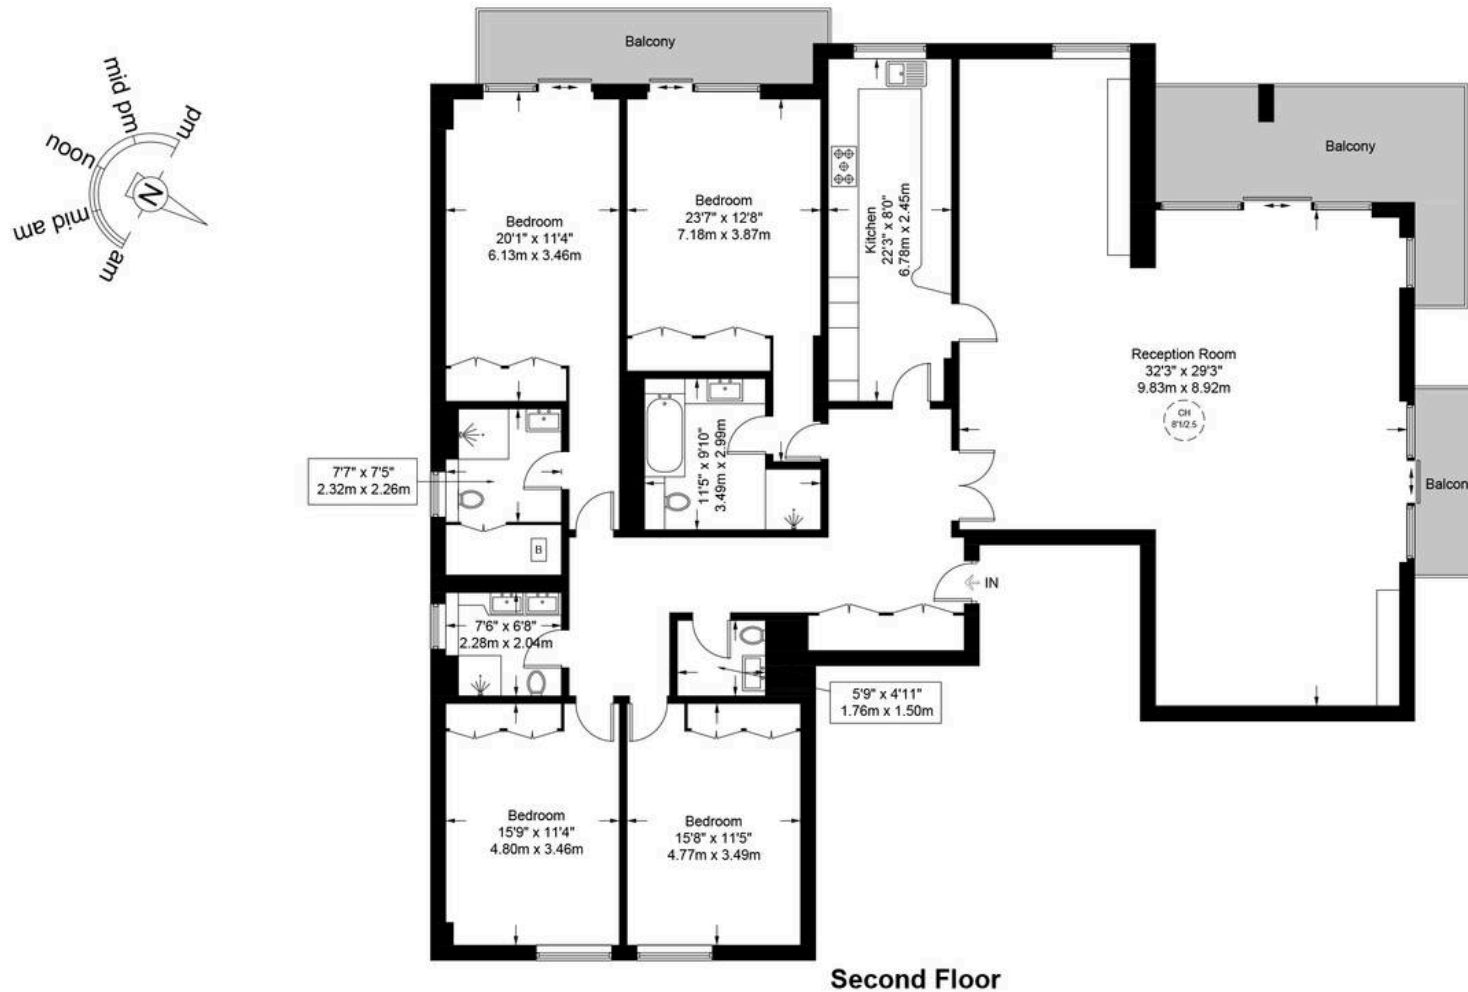 Balcony
mid pm
pm
noon
mid am
am
N
Balcony
Bedroom
20'1" x 11'4"
6.13m x 3.46m
Bedroom
23'7" x 12'8"
7.18m x 3.87m
Kitchen
22'3" x 8'0"
6.78m x 2.45m
Reception Room
32'3" x 29'3"
9.83m x 8.92m
CH
8'1/2.5
7'7" x 7'5"
2.32m x 2.26m
11'5" x 9'10"
3.49m x 2.99m
Balcon
B
IN
7'6" x 6'8"
2.28m x 2.04m
5'9" x 4'11"
1.76m x 1.50m
Bedroom
15'9" x 11'4"
4.80m x 3.46m
Bedroom
15'8" x 11'5"
4.77m x 3.49m
Second Floor